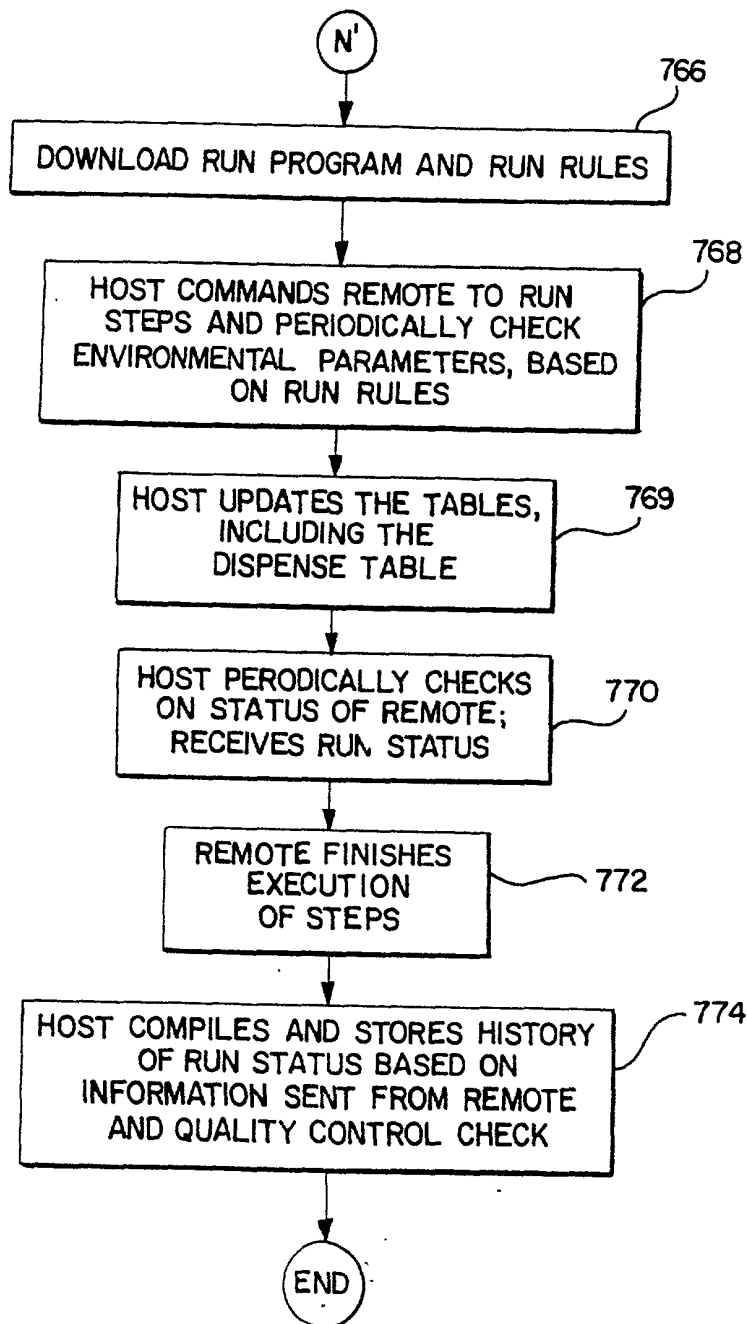 N'
766
DOWNLOAD RUN PROGRAM AND RUN RULES
768
HOST COMMANDS REMOTE TO RUN
STEPS AND PERIODICALLY CHECK
ENVIRONMENTAL PARAMETERS, BASED
ON RUN RULES
769
HOST UPDATES THE TABLES,
INCLUDING THE
DISPENSE TABLE
770
HOST PERODICALLY CHECKS
ON STATUS OF REMOTE;
RECEIVES RUN STATUS
772
REMOTE FINISHES
EXECUTION
OF STEPS
774
HOST COMPILES AND STORES HISTORY
OF RUN STATUS BASED ON
INFORMATION SENT FROM REMOTE
AND QUALITY CONTROL CHECK
END